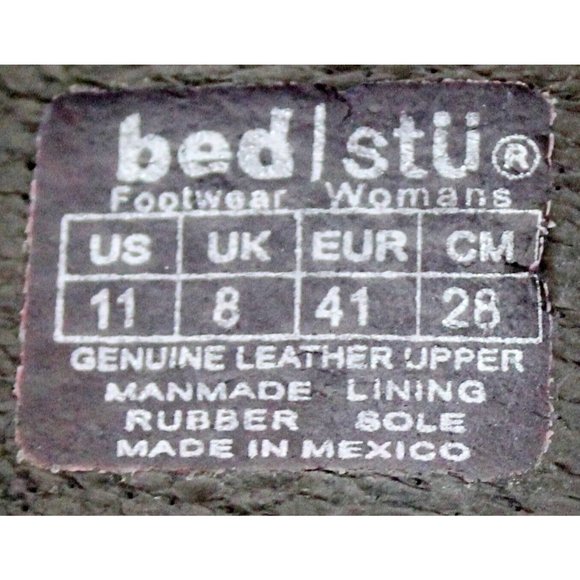 bed|stü®
Footwear Womans
US UK EUR CM
11 8 41 28
GENUINE LEATHER UPPER
MANMADE LINING
RUBBER SOLE
MADE IN MEXICO